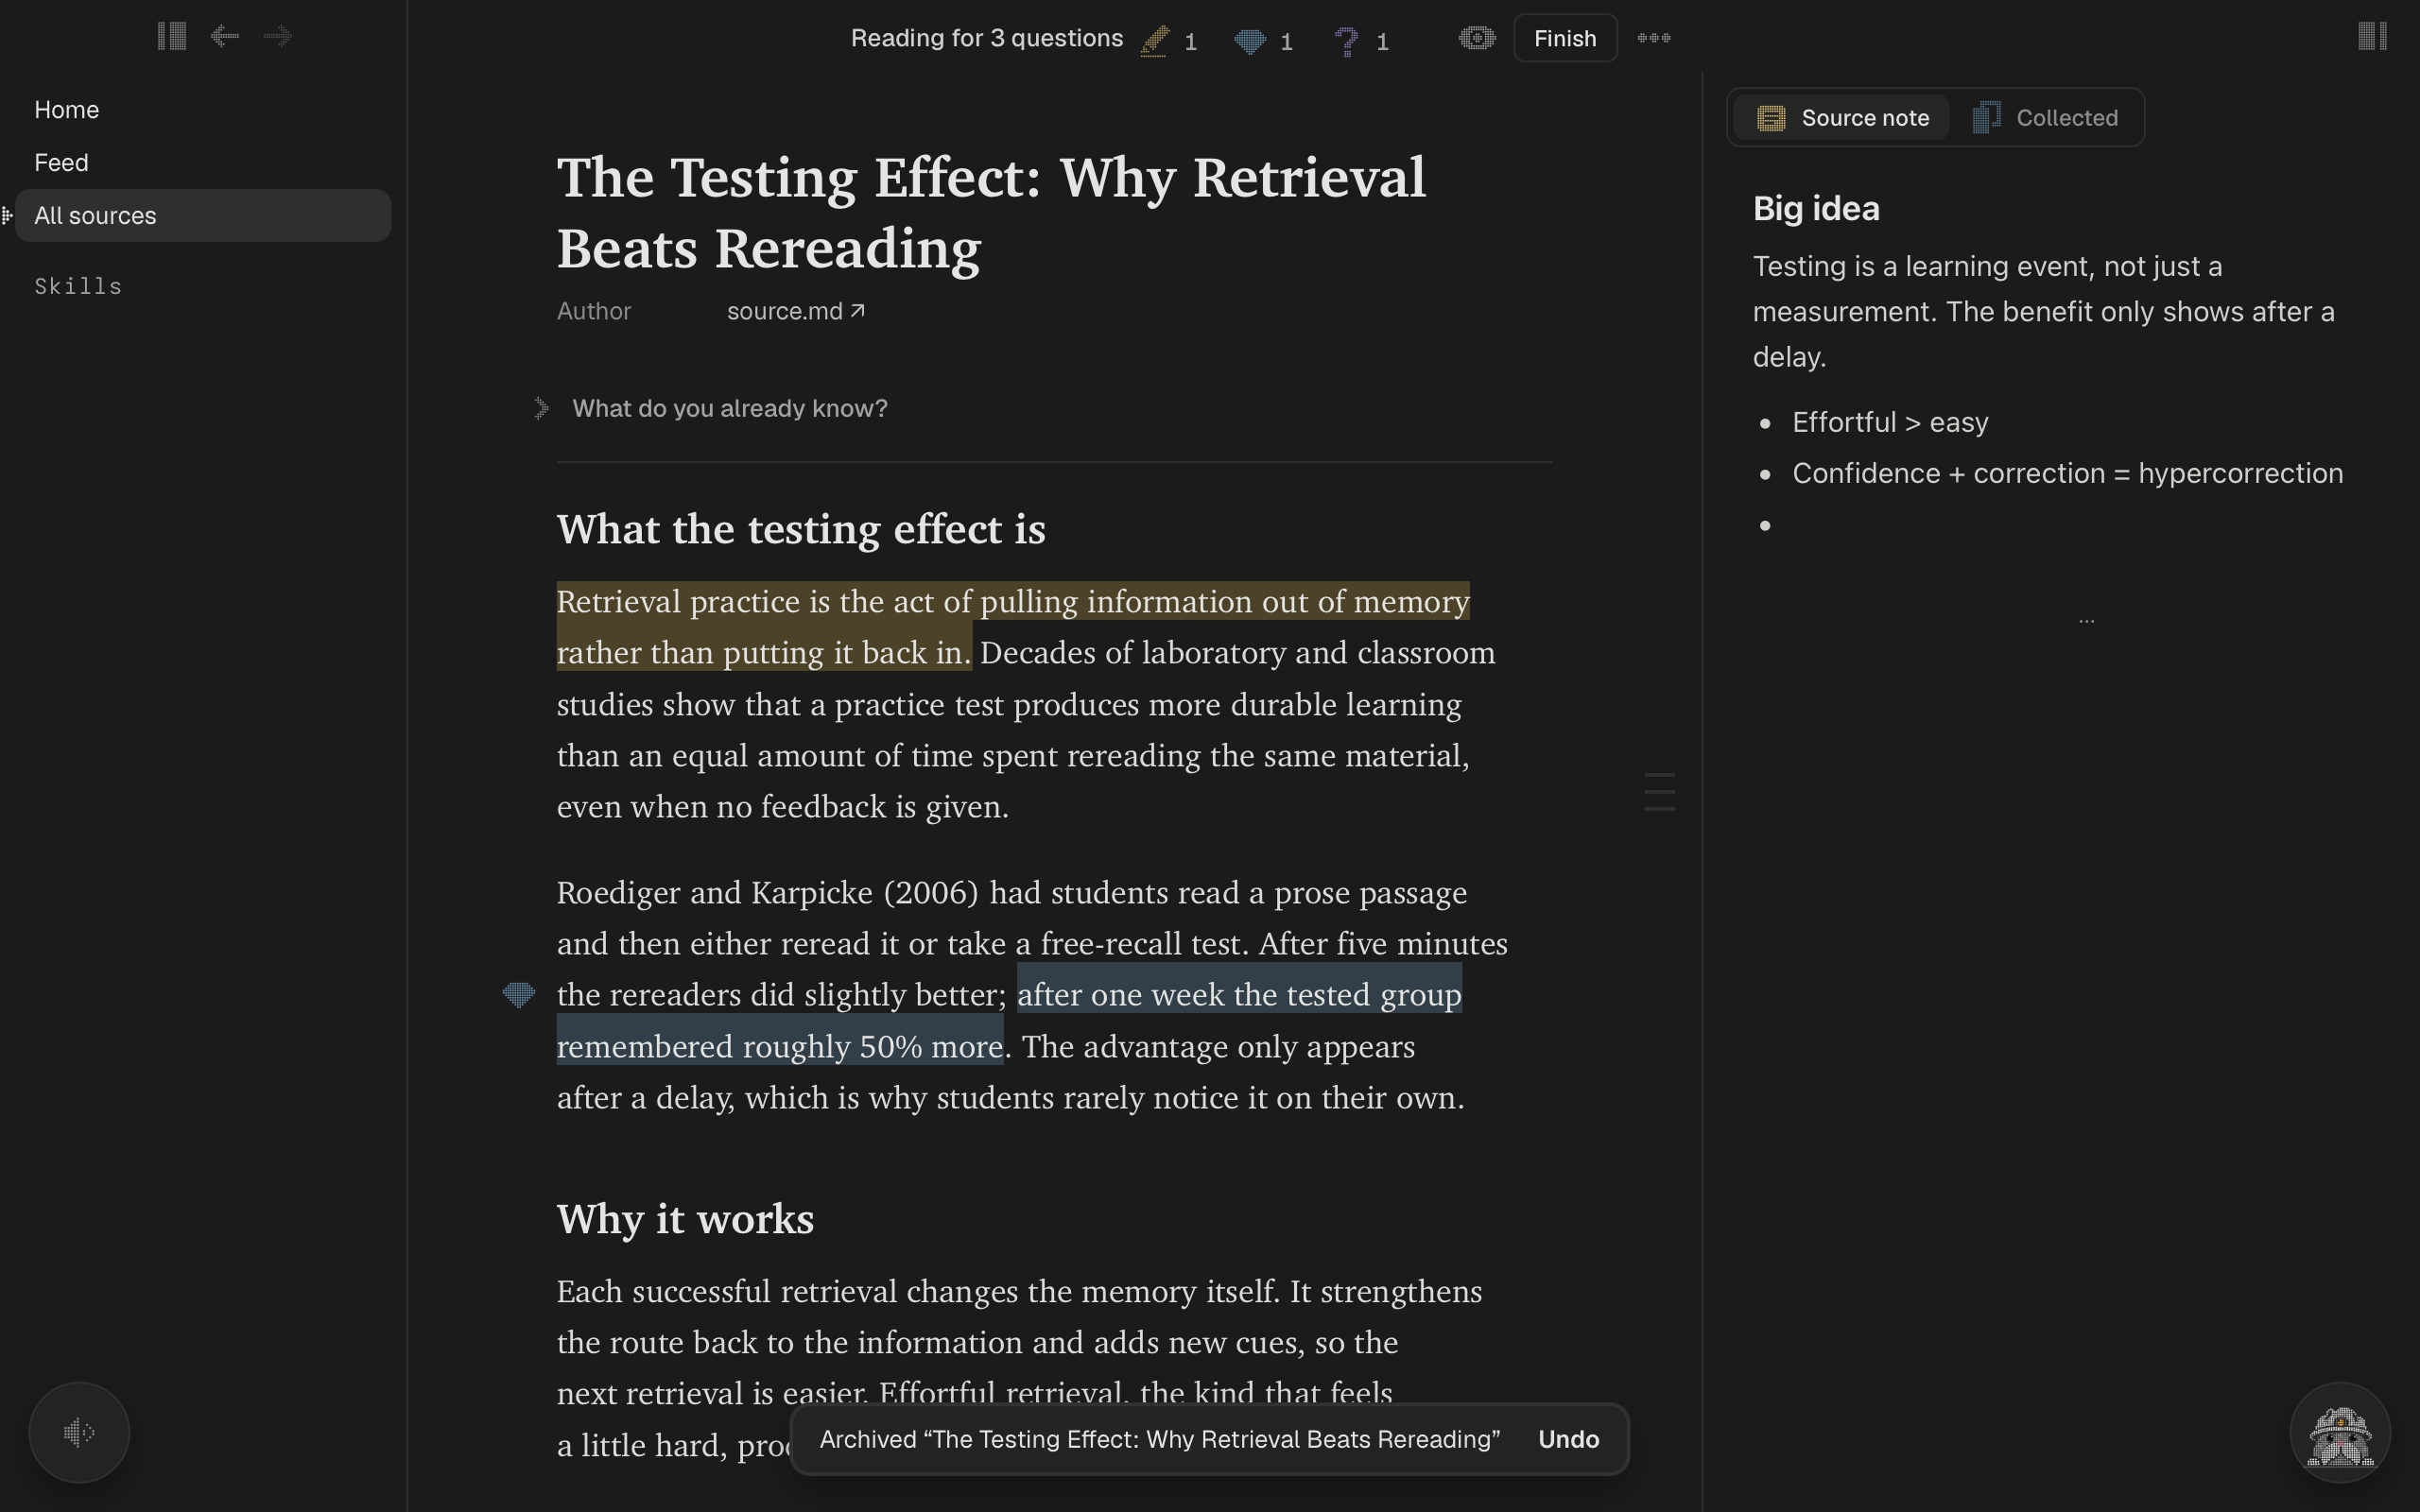 Reading for 3 questions 1 1 1 Finish
Home
Feed
All sources
Skills
The Testing Effect: Why Retrieval
Beats Rereading
Author source.md
What do you already know?
What the testing effect is
Retrieval practice is the act of pulling information out of memory
rather than putting it back in. Decades of laboratory and classroom
studies show that a practice test produces more durable learning
than an equal amount of time spent rereading the same material,
even when no feedback is given.
Roediger and Karpicke (2006) had students read a prose passage
and then either reread it or take a free-recall test. After five minutes
the rereaders did slightly better; after one week the tested group
remembered roughly 50% more. The advantage only appears
after a delay, which is why students rarely notice it on their own.
Why it works
Each successful retrieval changes the memory itself. It strengthens
the route back to the information and adds new cues, so the
next retrieval is easier. Effortful retrieval, the kind that feels
a little hard,
Archived “The Testing Effect: Why Retrieval Beats Rereading” Undo
Source note Collected
Big idea
Testing is a learning event, not just a
measurement. The benefit only shows after a
delay.
• Effortful > easy
• Confidence + correction = hypercorrection
•
...